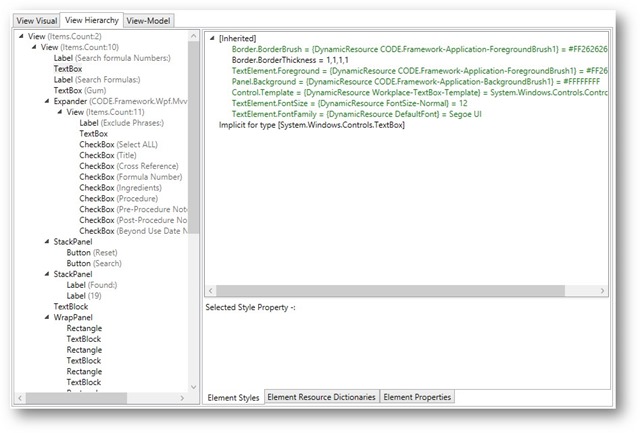 View Visual View Hierarchy View-Model
View (Items.Count:2)
View (Items.Count:10)
Label (Search formula Numbers:)
TextBox
Label (Search Formulas:)
TextBox (Gum)
Expander (CODE.Framework.Wpf.Mvv
View (Items.Count:11)
Label (Exclude Phrases:)
TextBox
CheckBox (Select ALL)
CheckBox (Title)
CheckBox (Cross Reference)
CheckBox (Formula Number)
CheckBox (Ingredients)
CheckBox (Procedure)
CheckBox (Pre-Procedure Not
CheckBox (Post-Procedure No
CheckBox (Beyond Use Date N
StackPanel
Button (Reset)
Button (Search)
StackPanel
Label (Found:)
Label (19)
TextBlock
WrapPanel
Rectangle
TextBlock
Rectangle
TextBlock
Rectangle
TextBlock
Rectangle
[Inherited]
Border.BorderBrush = {DynamicResource CODE.Framework-Application-ForegroundBrush1} = #FF262626
Border.BorderThickness = 1,1,1,1
TextElement.Foreground = {DynamicResource CODE.Framework-Application-ForegroundBrush1} = #FF26
Panel.Background = {DynamicResource CODE.Framework-Application-BackgroundBrush1} = #FFFFFFFF
Control.Template = {DynamicResource Workplace-TextBox-Template} = System.Windows.Controls.Contro
TextElement.FontSize = {DynamicResource FontSize-Normal} = 12
TextElement.FontFamily = {DynamicResource DefaultFont} = Segoe UI
Implicit for type [System.Windows.Controls.TextBox]
Selected Style Property -:
Element Styles Element Resource Dictionaries Element Properties